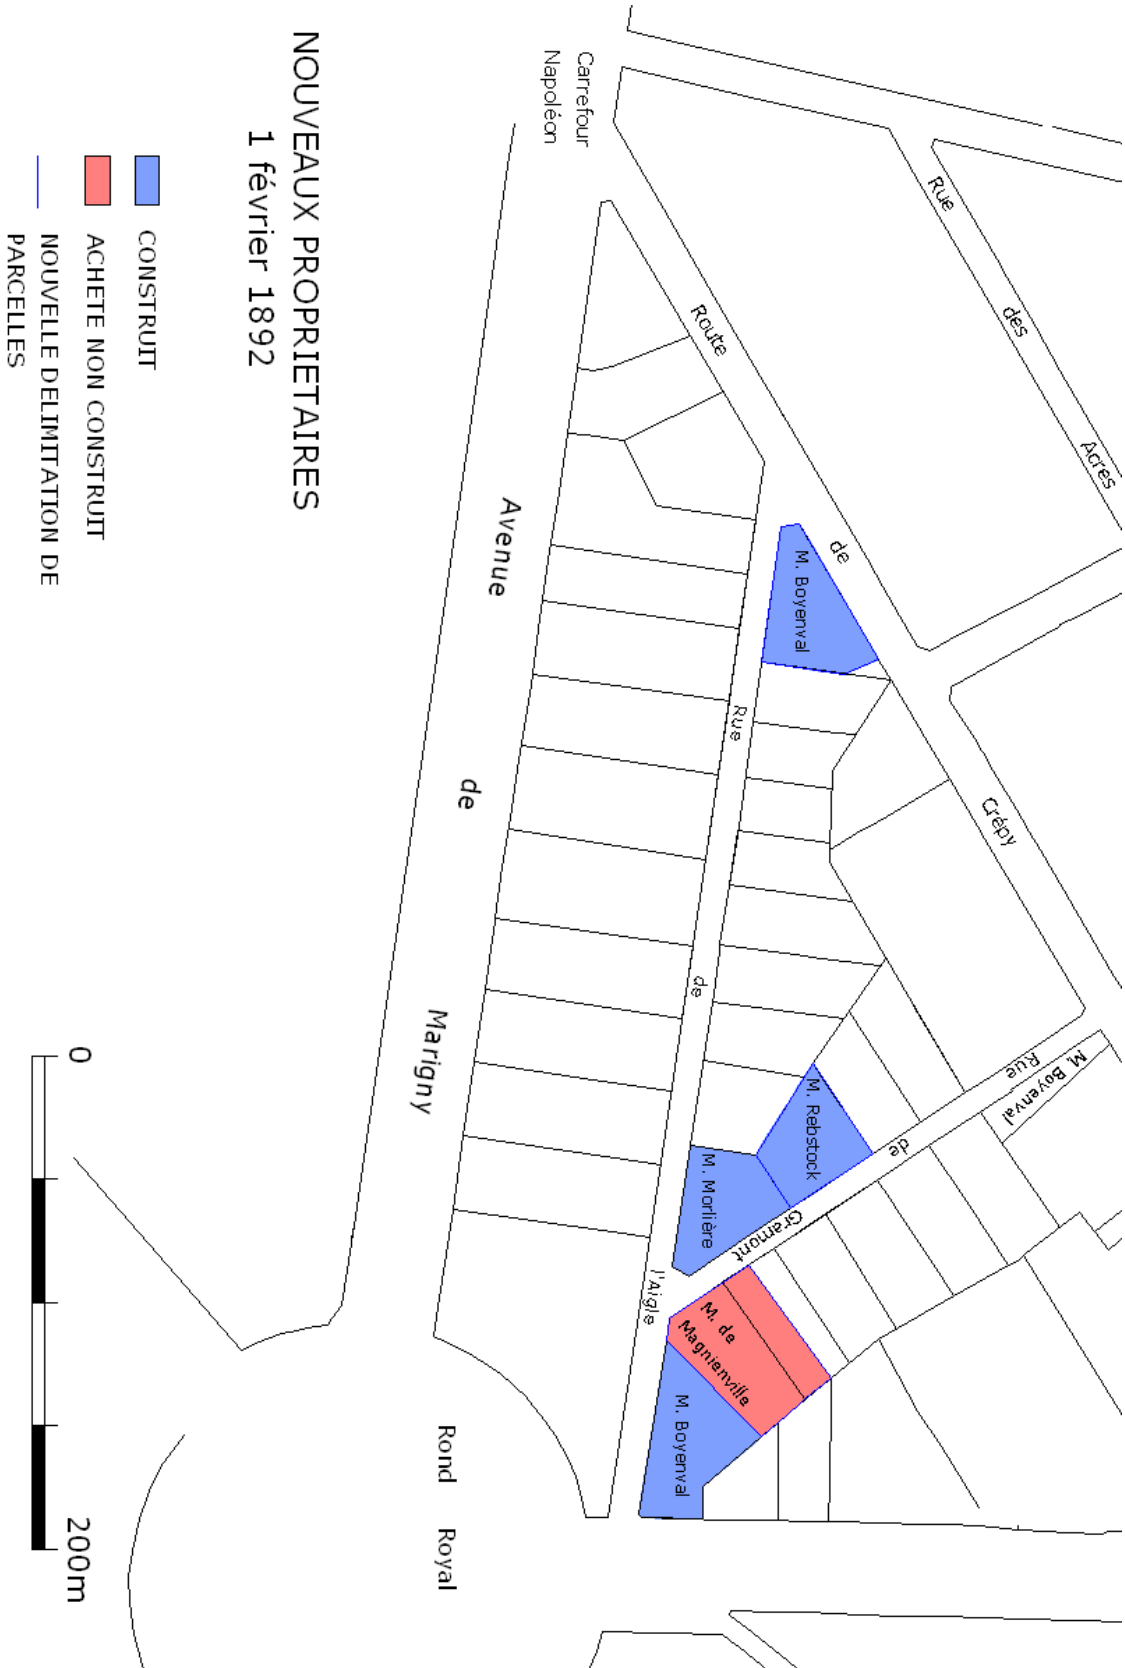 NOUVEAUX PROPRIETAIRES
1 février 1892
CONSTRUIT
ACHETE NON CONSTRUIT
NOUVELLE DELIMITATION DE
PARCELLES
Carrefour
Napoléon
Rue des Acres
Route de Crépy
Avenue de Marigny
Rue de l'Aigle
Rue de Gramont
M. Boyenval
M. Boyenval
M. Rebstock
M. Morlière
M. de
Magnienville
M. Boyenval
Rond Royal
0 200m